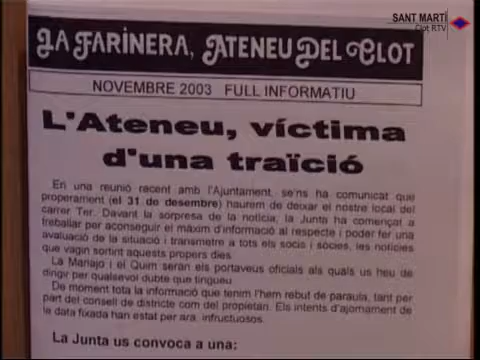 SANT MARTÍ
Clot RTV
LA FARINERA, ATENEU DEL CLOT
NOVEMBRE 2003 FULL INFORMATIU
L'Ateneu, víctima
d'una traïció
En una reunió recent amb l'Ajuntament, se'ns ha comunicat que
properament (el 31 de desembre) haurem de deixar el nostre local del
carrer Ter. Davant la sorpresa de la notícia, la Junta ha començat a
treballar per aconseguir el màxim d'informació al respecte i poder fer una
avaluació de la situació i transmetre a tots els socis i sòcies, les notícies
que vagin sortint aquests propers dies.
La Manajo i el Quim seran els portaveus oficials als quals us heu de
dirigir per qualsevol dubte que tingueu.
De moment tota la informació que tenim l'hem rebut de paraula, tant per
part del consell de districte com del propietari. Els intents d'ajornament de
la data fixada han estat per ara, infructuosos.
La Junta us convoca a una: